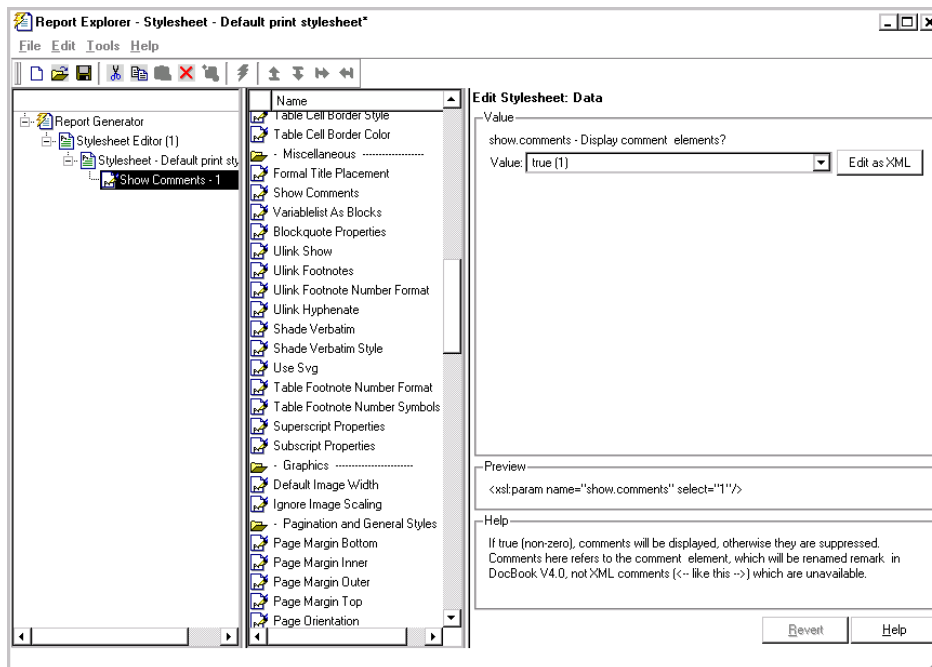 Report Explorer - Stylesheet - Default print stylesheet*
File Edit Tools Help
Report Generator
Stylesheet Editor (1)
Stylesheet - Default print sty
Show Comments - 1
Name
Table Cell Border Style
Table Cell Border Color
- Miscellaneous --------------------
Formal Title Placement
Show Comments
Variablelist As Blocks
Blockquote Properties
Ulink Show
Ulink Footnotes
Ulink Footnote Number Format
Ulink Hyphenate
Shade Verbatim
Shade Verbatim Style
Use Svg
Table Footnote Number Format
Table Footnote Number Symbols
Superscript Properties
Subscript Properties
- Graphics -----------------------
Default Image Width
Ignore Image Scaling
- Pagination and General Styles
Page Margin Bottom
Page Margin Inner
Page Margin Outer
Page Margin Top
Page Orientation
Edit Stylesheet: Data
Value
show.comments - Display comment elements?
Value: true (1) Edit as XML
Preview
<xsl:param name="show.comments" select="1"/>
Help
If true (non-zero), comments will be displayed, otherwise they are suppressed.
Comments here refers to the comment element, which will be renamed remark in
DocBook V4.0, not XML comments (<-- like this -->) which are unavailable.
Revert Help